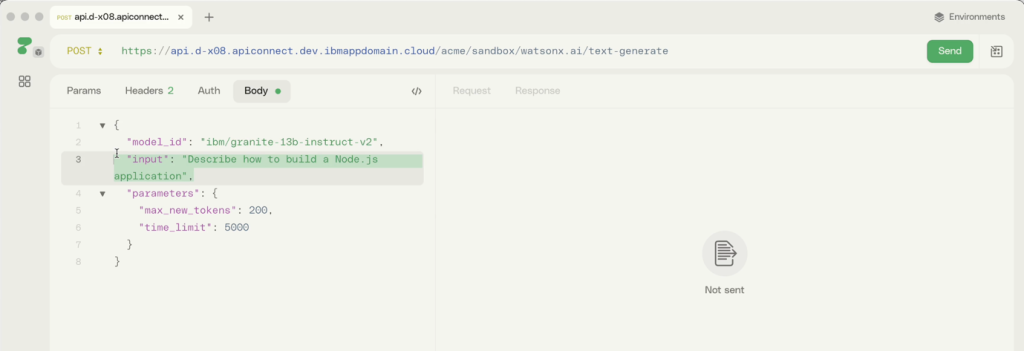 POST api.d-x08.apiconnect... × +
Environments
POST https://api.d-x08.apiconnect.dev.ibmappdomain.cloud/acme/sandbox/watsonx.ai/text-generate
Send
Params Headers 2 Auth Body </>
Request Response
1 {
2 "model_id": "ibm/granite-13b-instruct-v2",
3 "input": "Describe how to build a Node.js
application",
4 "parameters": {
5 "max_new_tokens": 200,
6 "time_limit": 5000
7 }
8 }
Not sent